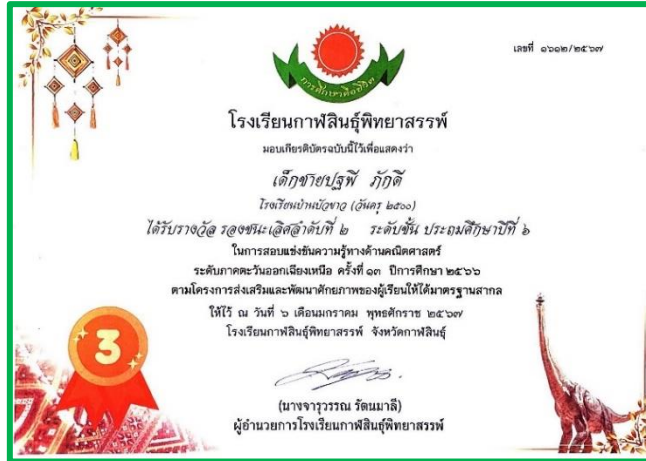 เลขที่ ๑๖๑๒/๒๕๖๗
การศึกษาคือชีวิต
โรงเรียนกาฬสินธุ์พิทยาสรรพ์
มอบเกียรติบัตรฉบับนี้ไว้เพื่อแสดงว่า
เด็กชายปฐพี ภักดี
โรงเรียนบ้านบัวขาว (วันครู ๒๕๐๐)
ได้รับรางวัล รองชนะเลิศลำดับที่ ๒ ระดับชั้น ประถมศึกษาปีที่ ๖
ในการสอบแข่งขันความรู้ทางด้านคณิตศาสตร์
ระดับภาคตะวันออกเฉียงเหนือ ครั้งที่ ๑๓ ปีการศึกษา ๒๕๖๖
ตามโครงการส่งเสริมและพัฒนาศักยภาพของผู้เรียนให้ได้มาตรฐานสากล
ให้ไว้ ณ วันที่ ๖ เดือนมกราคม พุทธศักราช ๒๕๖๗
โรงเรียนกาฬสินธุ์พิทยาสรรพ์ จังหวัดกาฬสินธุ์
3
(นางจารุวรรณ รัตนมาลี)
ผู้อำนวยการโรงเรียนกาฬสินธุ์พิทยาสรรพ์